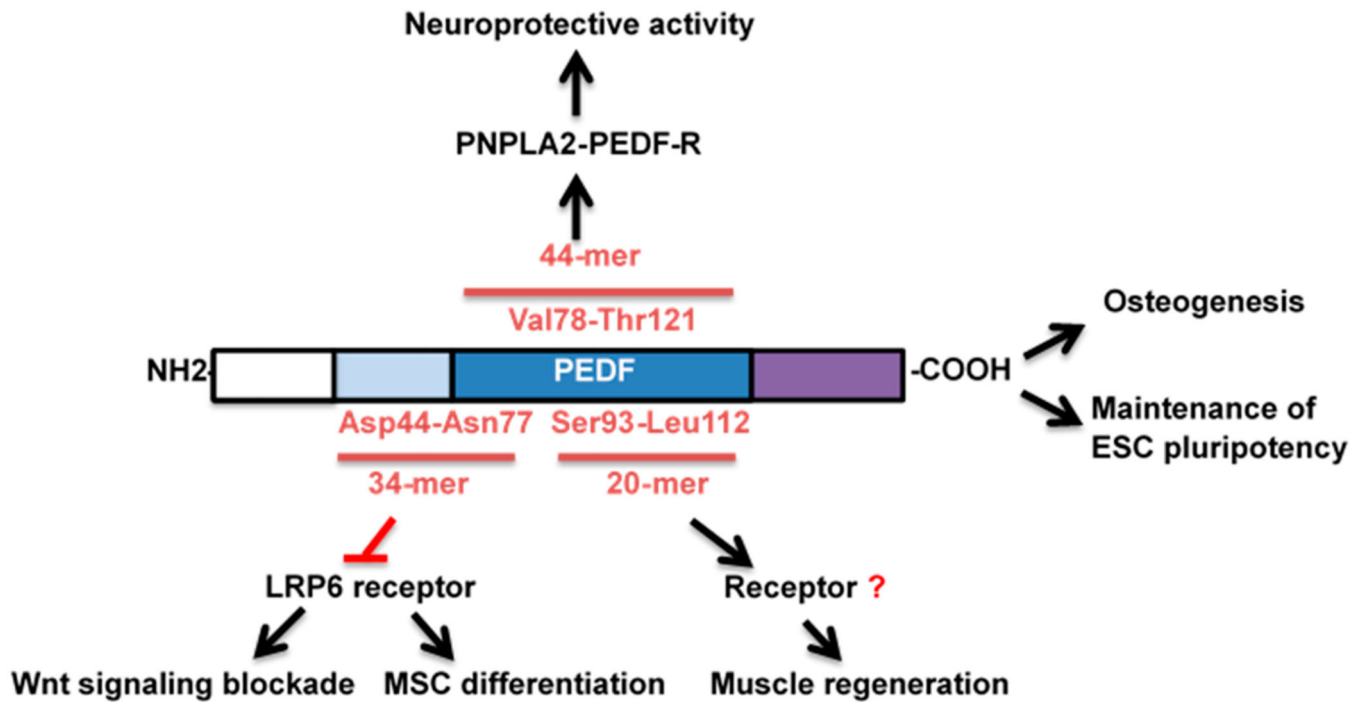 Neuroprotective activity
PNPLA2-PEDF-R
44-mer
Val78-Thr121
Osteogenesis
NH2-
PEDF
-COOH
Maintenance of
ESC pluripotency
Asp44-Asn77
Ser93-Leu112
34-mer
20-mer
LRP6 receptor
Receptor ?
Wnt signaling blockade
MSC differentiation
Muscle regeneration